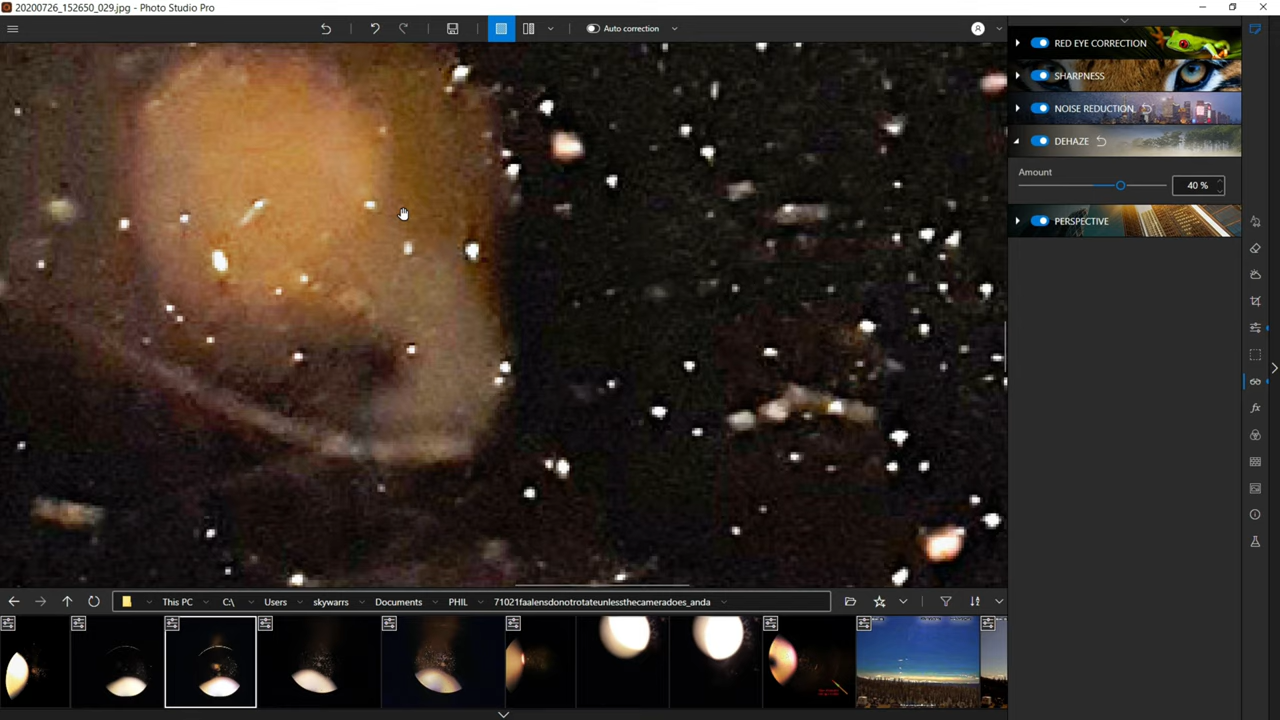 20200726_152650_029.jpg - Photo Studio Pro
Auto correction
RED EYE CORRECTION
SHARPNESS
NOISE REDUCTION
DEHAZE
Amount
40 %
PERSPECTIVE
This PC
C:\
Users
skywarrs
Documents
PHIL
71021faalensdonotrotateunlessthecameradoes_anda